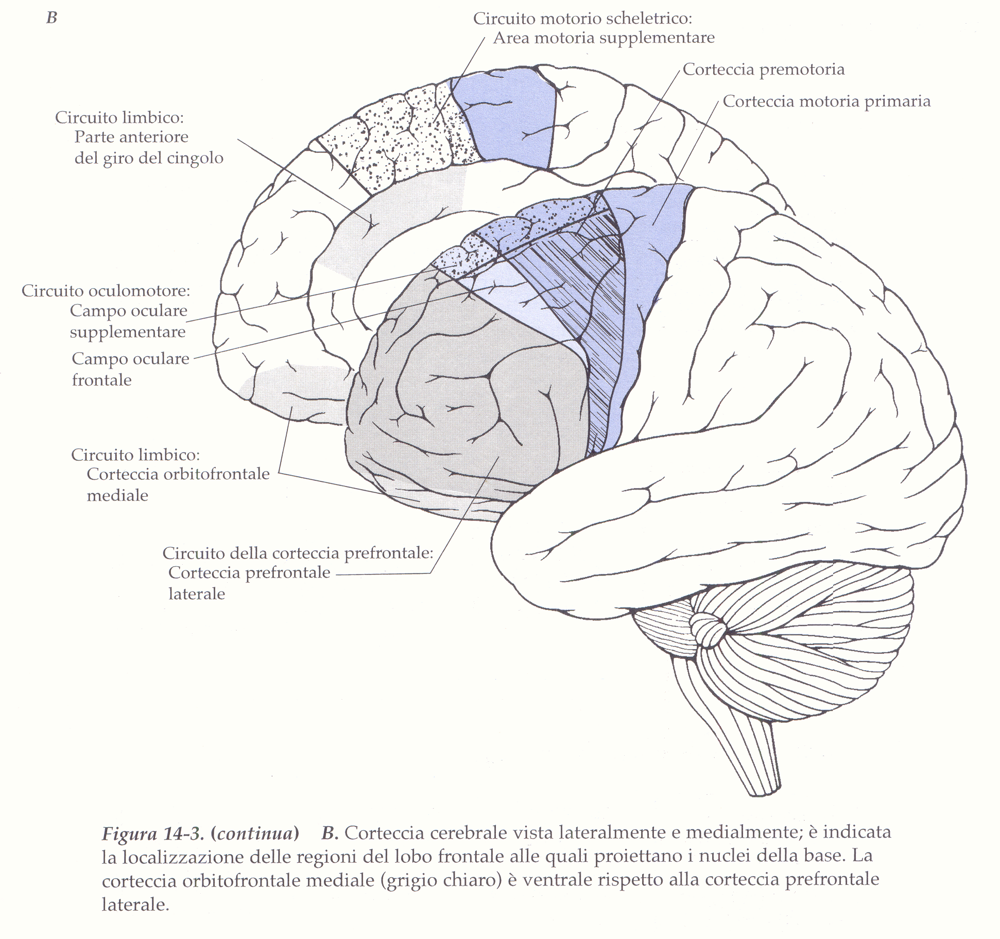 B
Circuito motorio scheletrico:
Area motoria supplementare
Corteccia premotoria
Corteccia motoria primaria
Circuito limbico:
Parte anteriore
del giro del cingolo
Circuito oculomotore:
Campo oculare
supplementare
Campo oculare
frontale
Circuito limbico:
Corteccia orbitofrontale
mediale
Circuito della corteccia prefrontale:
Corteccia prefrontale
laterale
Figura 14-3. (continua) B. Corteccia cerebrale vista lateralmente e medialmente; è indicata
la localizzazione delle regioni del lobo frontale alle quali proiettano i nuclei della base. La
corteccia orbitofrontale mediale (grigio chiaro) è ventrale rispetto alla corteccia prefrontale
laterale.